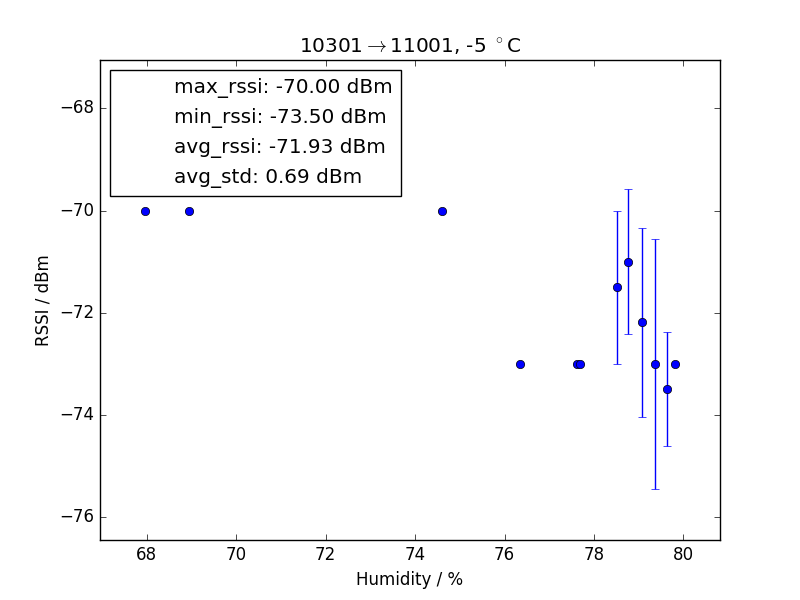 10301→11001, -5 °C
max_rssi: -70.00 dBm
min_rssi: -73.50 dBm
avg_rssi: -71.93 dBm
avg_std: 0.69 dBm
RSSI / dBm
−68
−70
−72
−74
−76
68 70 72 74 76 78 80
Humidity / %